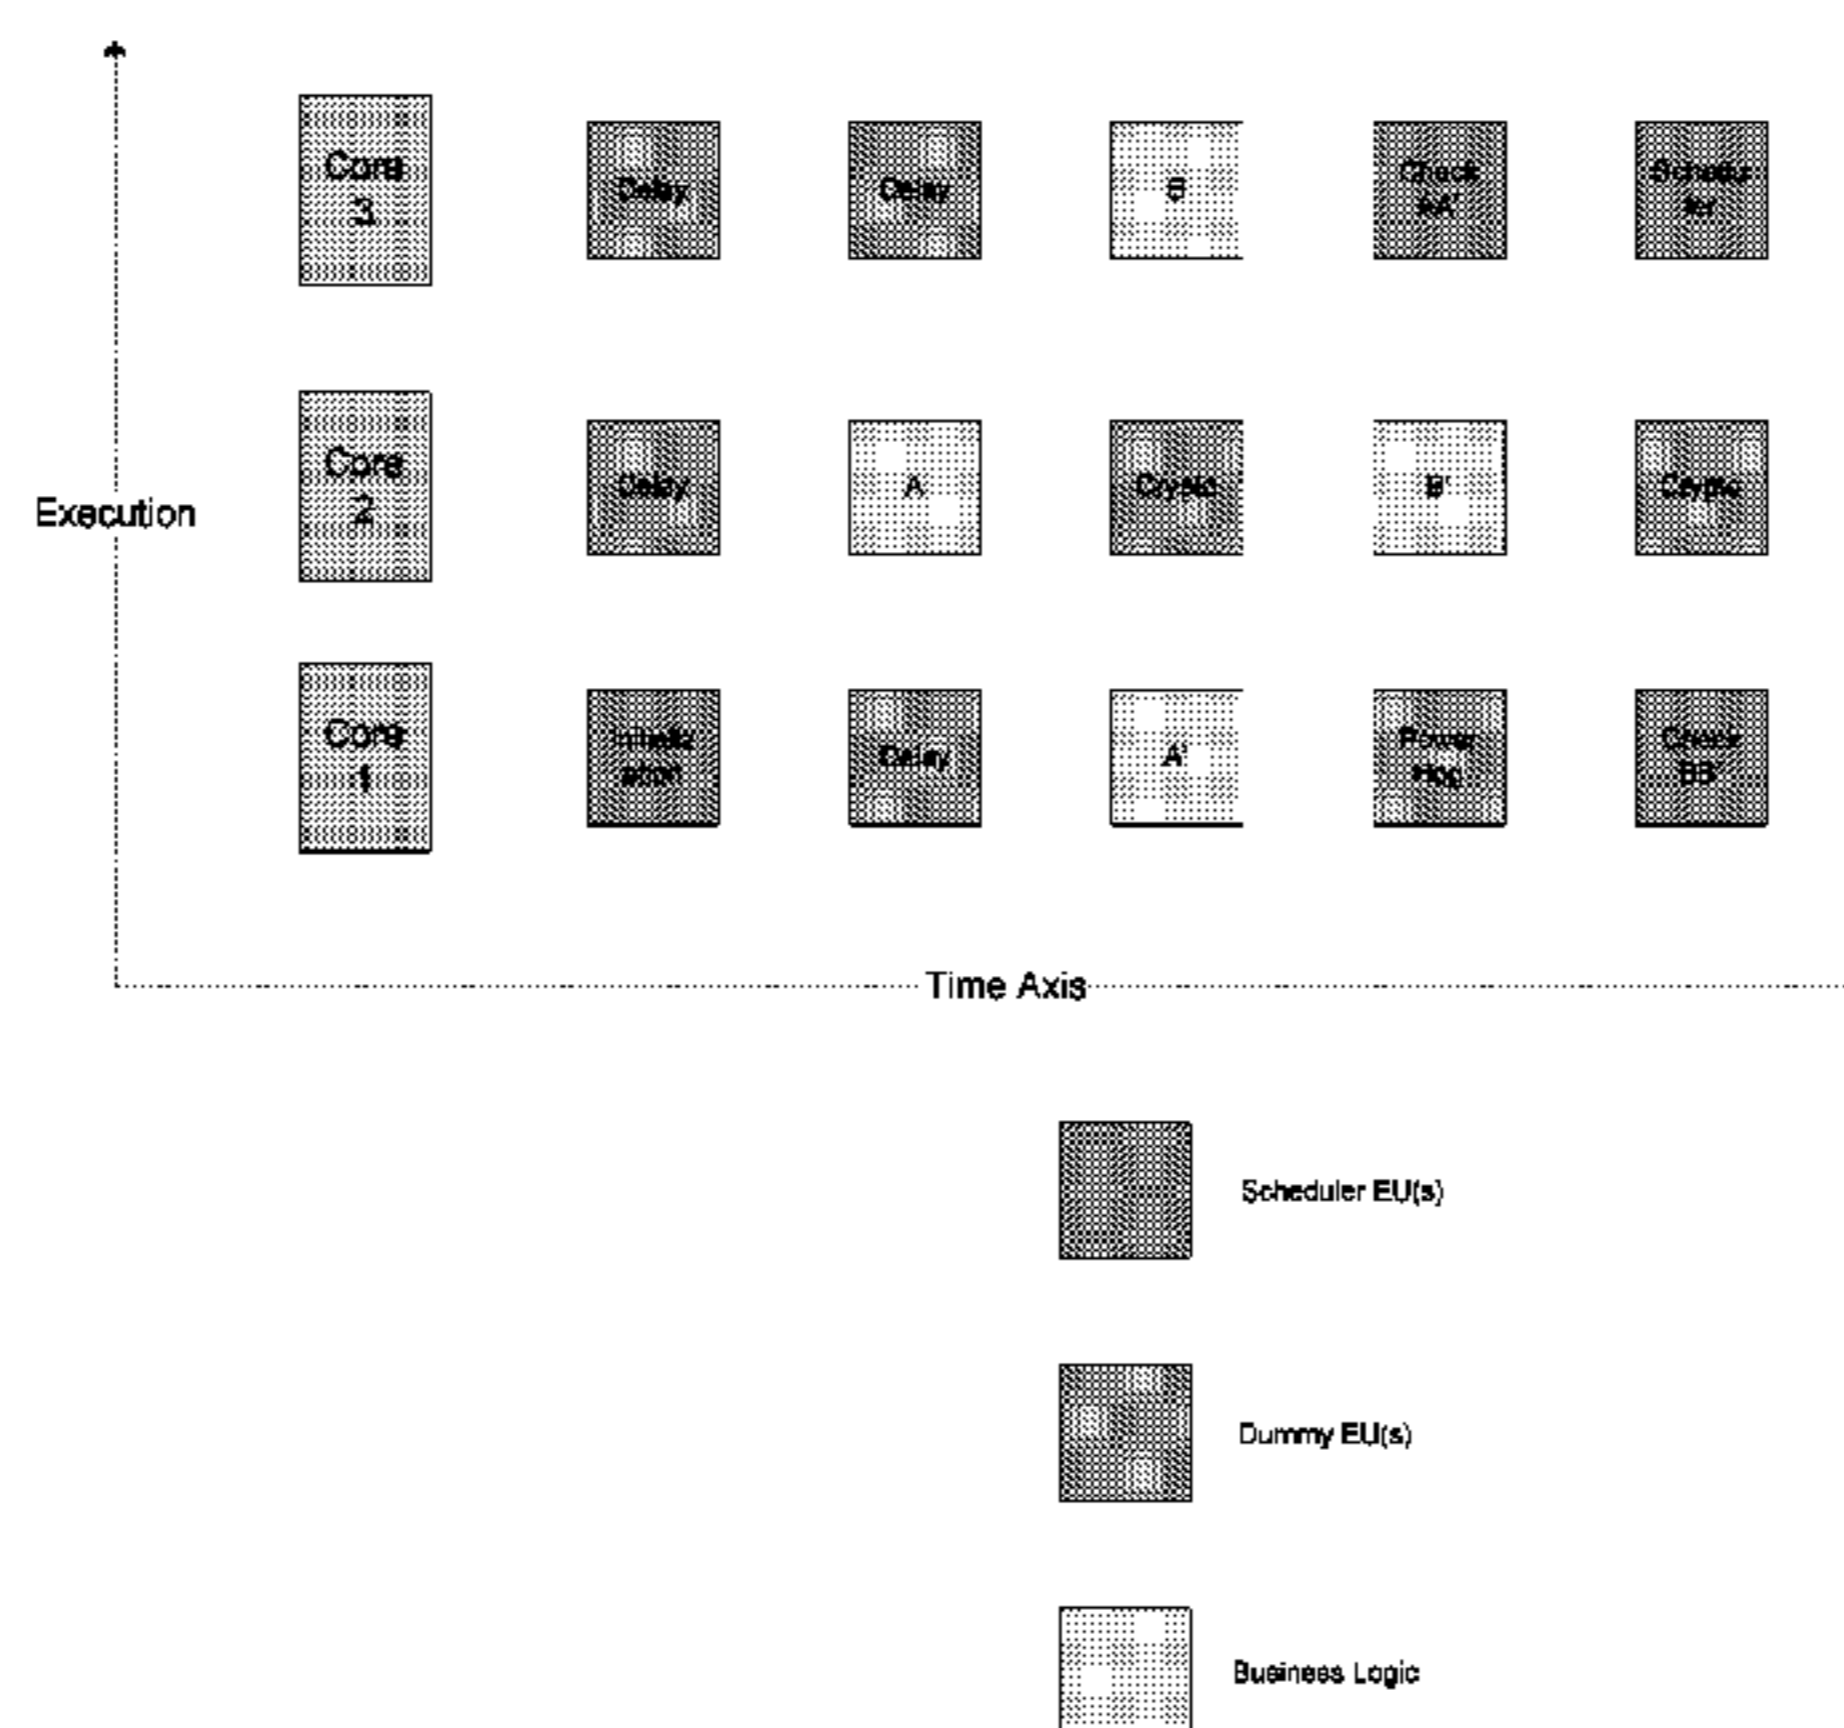 Core
3
Delay
Delay
B
Check
AA'
Schedu
ler
Core
2
Delay
A
Crypto
B'
Crypto
Execution
Core
1
Initializ
ation
Delay
A'
Power
Hog
Check
BB'
Time Axis
Scheduler EU(s)
Dummy EU(s)
Business Logic